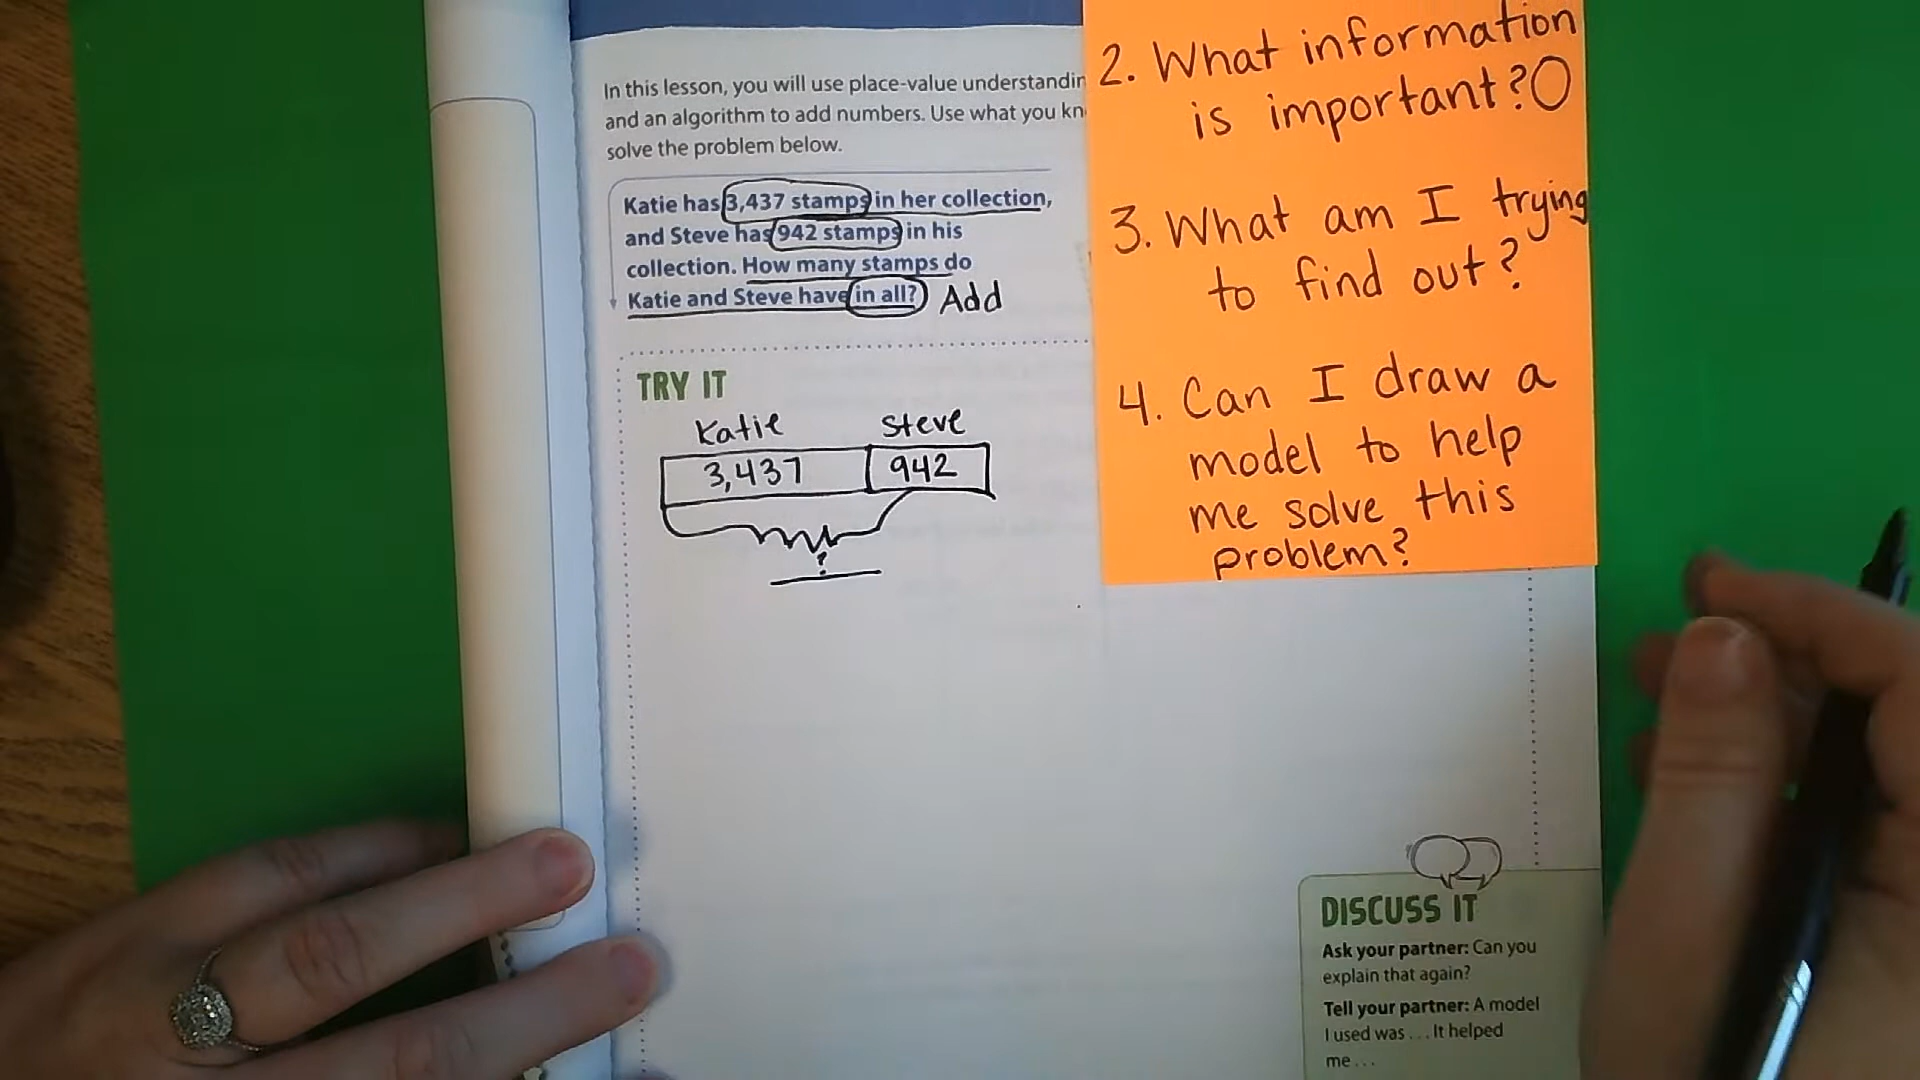 In this lesson, you will use place-value understandin
and an algorithm to add numbers. Use what you kn
solve the problem below.
Katie has 3,437 stamps in her collection,
and Steve has 942 stamps in his
collection. How many stamps do
Katie and Steve have in all? Add
TRY IT
Katie Steve
3,437 942
?
2. What information
is important?
3. What am I trying
to find out?
4. Can I draw a
model to help
me solve this
problem?
DISCUSS IT
Ask your partner: Can you
explain that again?
Tell your partner: A model
I used was . . . It helped
me . . .